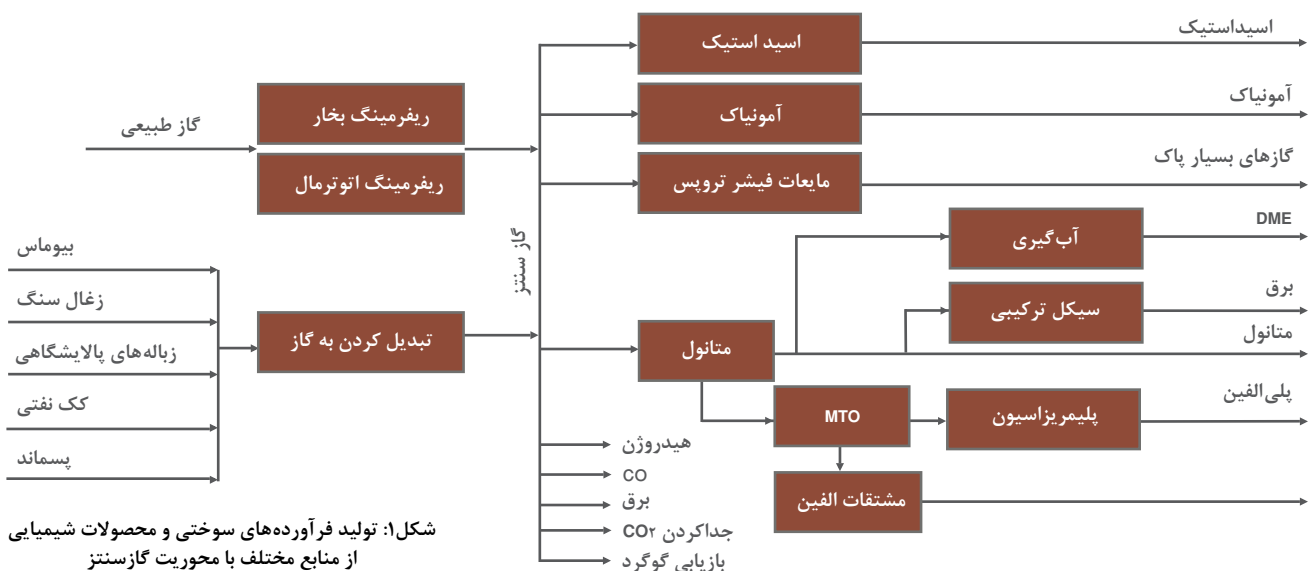 اسید استیک
اسیداستیک
ریفرمینگ بخار
آمونیاک
آمونیاک
گاز طبیعی
ریفرمینگ اتوترمال
مایعات فیشر تروپس
گازهای بسیار پاک
گاز سنتز
آب‌گیری
DME
بیوماس
زغال سنگ
زباله‌های پالایشگاهی
کک نفتی
پسماند
تبدیل کردن به گاز
سیکل ترکیبی
برق
متانول
متانول
MTO
پلیمریزاسیون
پلی‌الفین
مشتقات الفین
هیدروژن
CO
برق
جداکردن CO۲
بازیابی گوگرد
شکل۱: تولید فرآورده‌های سوختی و محصولات شیمیایی
از منابع مختلف با محوریت گازسنتز